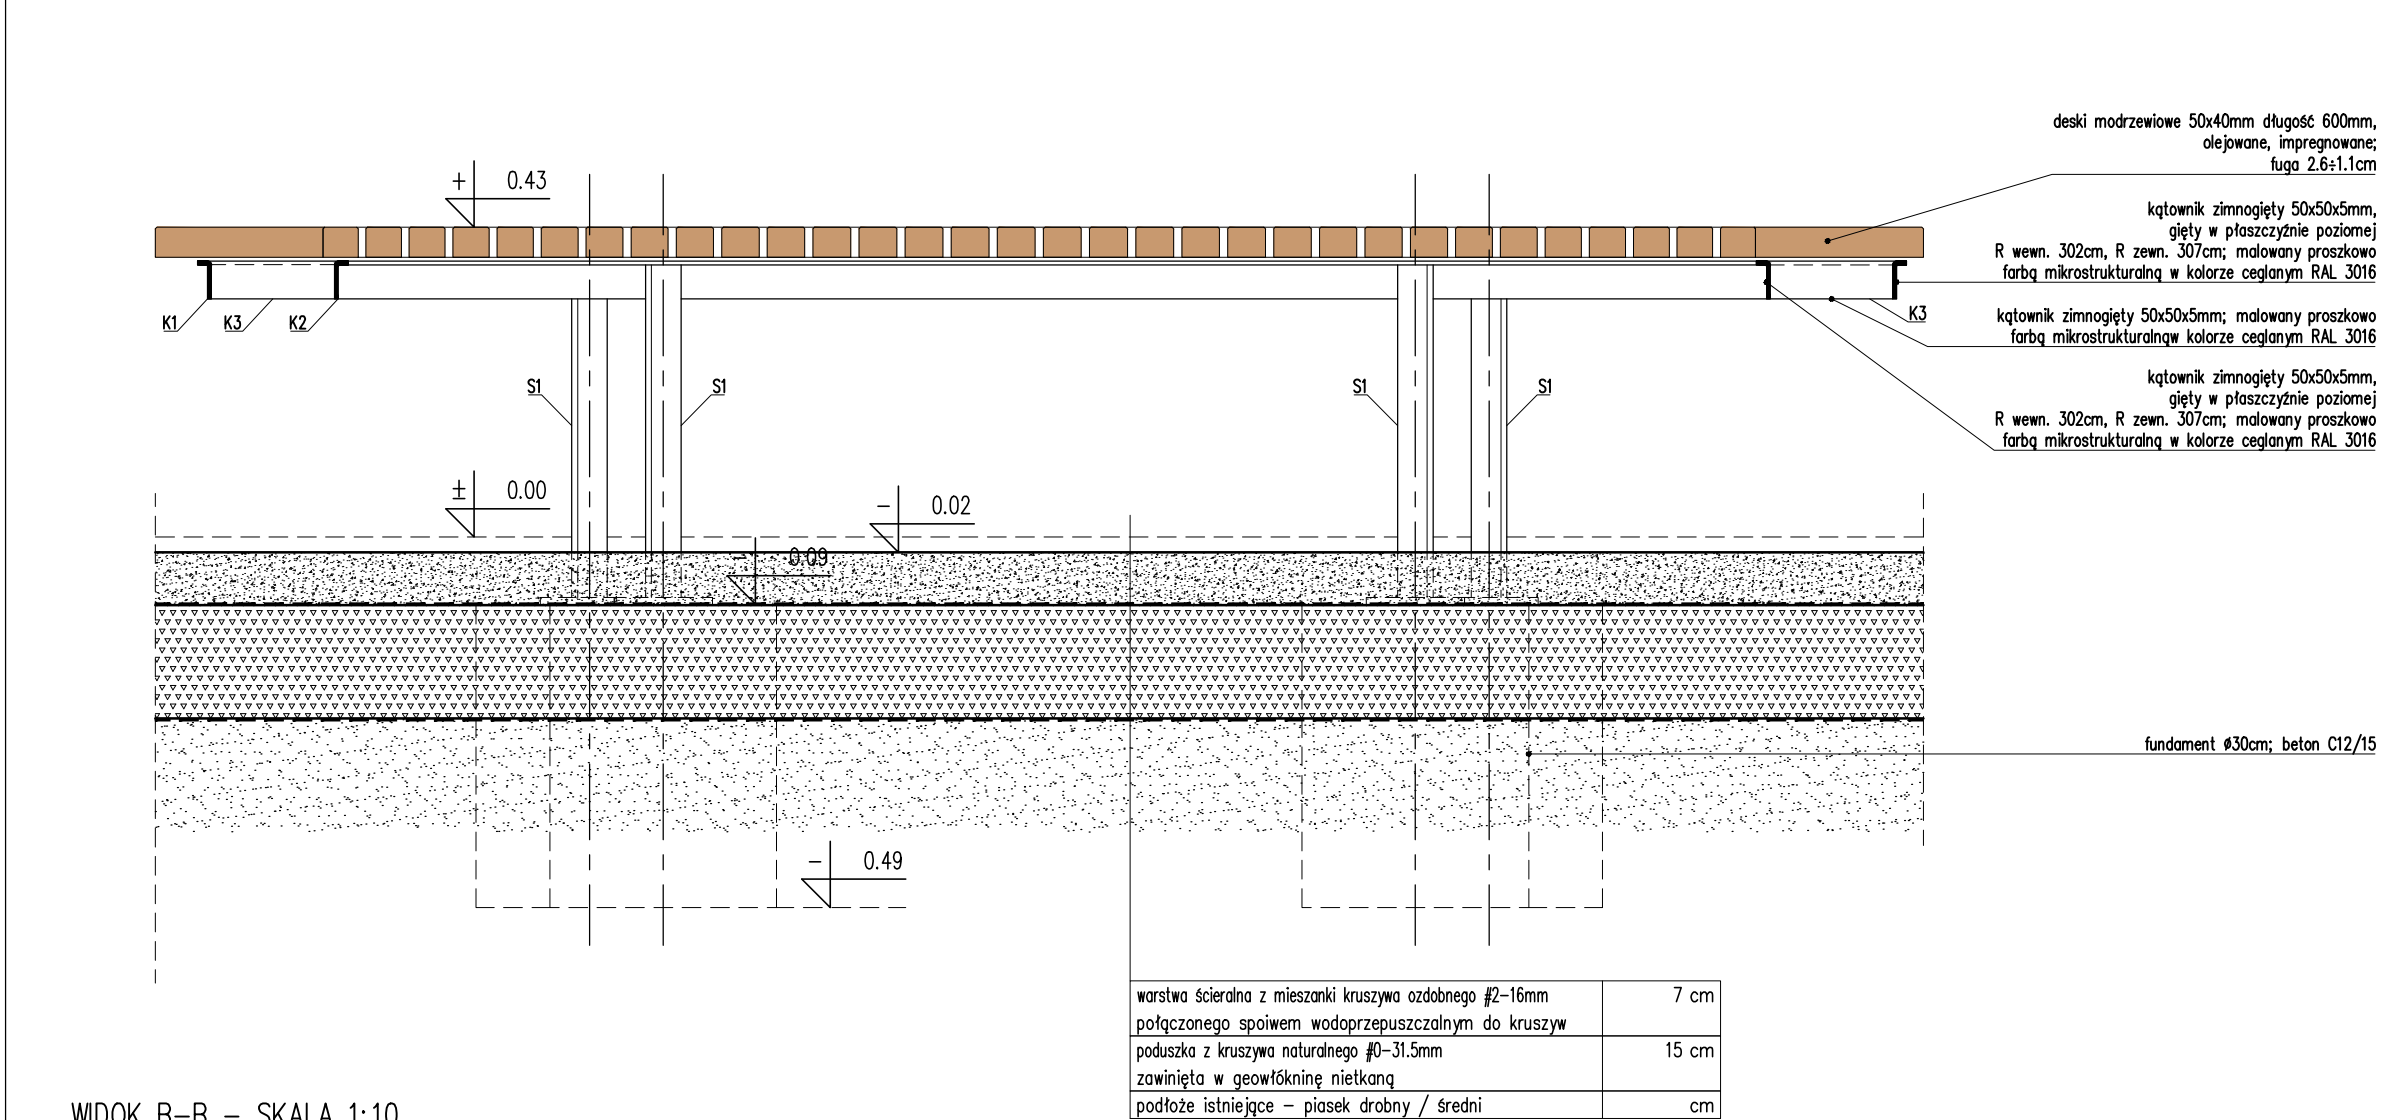 deski modrzewiowe 50x40mm długość 600mm,
olejowane, impregnowane;
fuga 2.6÷1.1cm
+ 0.43
kątownik zimnogięty 50x50x5mm,
gięty w płaszczyźnie poziomej
R wewn. 302cm, R zewn. 307cm; malowany proszkowo
farbą mikrostrukturalną w kolorze ceglanym RAL 3016
K1
K3
K2
K3
kątownik zimnogięty 50x50x5mm; malowany proszkowo
farbą mikrostrukturalnąw kolorze ceglanym RAL 3016
S1
S1
S1
S1
kątownik zimnogięty 50x50x5mm,
gięty w płaszczyźnie poziomej
R wewn. 302cm, R zewn. 307cm; malowany proszkowo
farbą mikrostrukturalną w kolorze ceglanym RAL 3016
± 0.00
- 0.02
- 0.09
fundament ø30cm; beton C12/15
- 0.49
warstwa ścieralna z mieszanki kruszywa ozdobnego #2-16mm 7 cm
połączonego spoiwem wodoprzepuszczalnym do kruszyw
poduszka z kruszywa naturalnego #0-31.5mm 15 cm
zawinięta w geowłókninę nietkaną
podłoże istniejące - piasek drobny / średni cm
WIDOK B-B - SKALA 1:10